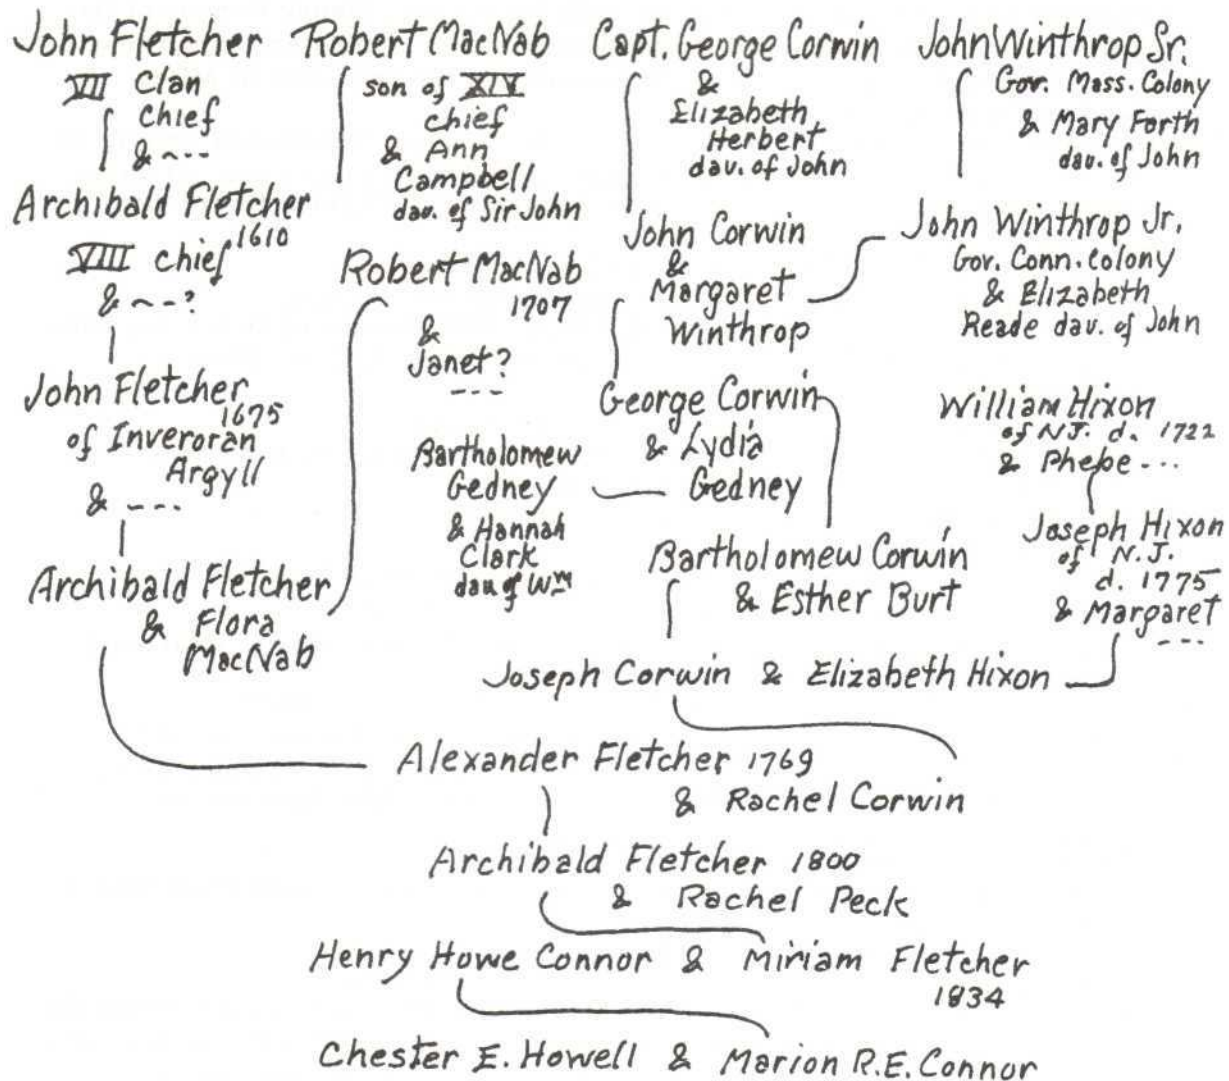 John Fletcher
VII Clan
Chief
& ~--
Archibald Fletcher
1610
VIII chief
& ~-?
John Fletcher
1675
of Inveroran
Argyll
& ---
Archibald Fletcher
& Flora
MacNab
Robert MacNab
son of XIV
chief
& Ann
Campbell
dau. of Sir John
Robert MacNab
1707
&
Janet?
---
Capt. George Corwin
&
Elizabeth
Herbert
dav. of John
John Corwin
&
Margaret
Winthrop
George Corwin
& Lydia
Gedney
Bartholomew
Gedney
& Hannah
Clark
dau of Wm
Bartholomew Corwin
& Esther Burt
John Winthrop Sr.
Gov. Mass. Colony
& Mary Forth
dau. of John
John Winthrop Jr.
Gov. Conn. Colony
& Elizabeth
Reade dav. of John
William Hixon
of NJ. d. 1722
& Phebe ---
Joseph Hixon
of N.J.
d. 1775
& Margaret
---
Joseph Corwin & Elizabeth Hixon
Alexander Fletcher 1769
& Rachel Corwin
Archibald Fletcher 1800
& Rachel Peck
Henry Howe Connor & Miriam Fletcher
1834
Chester E. Howell & Marion R.E. Connor